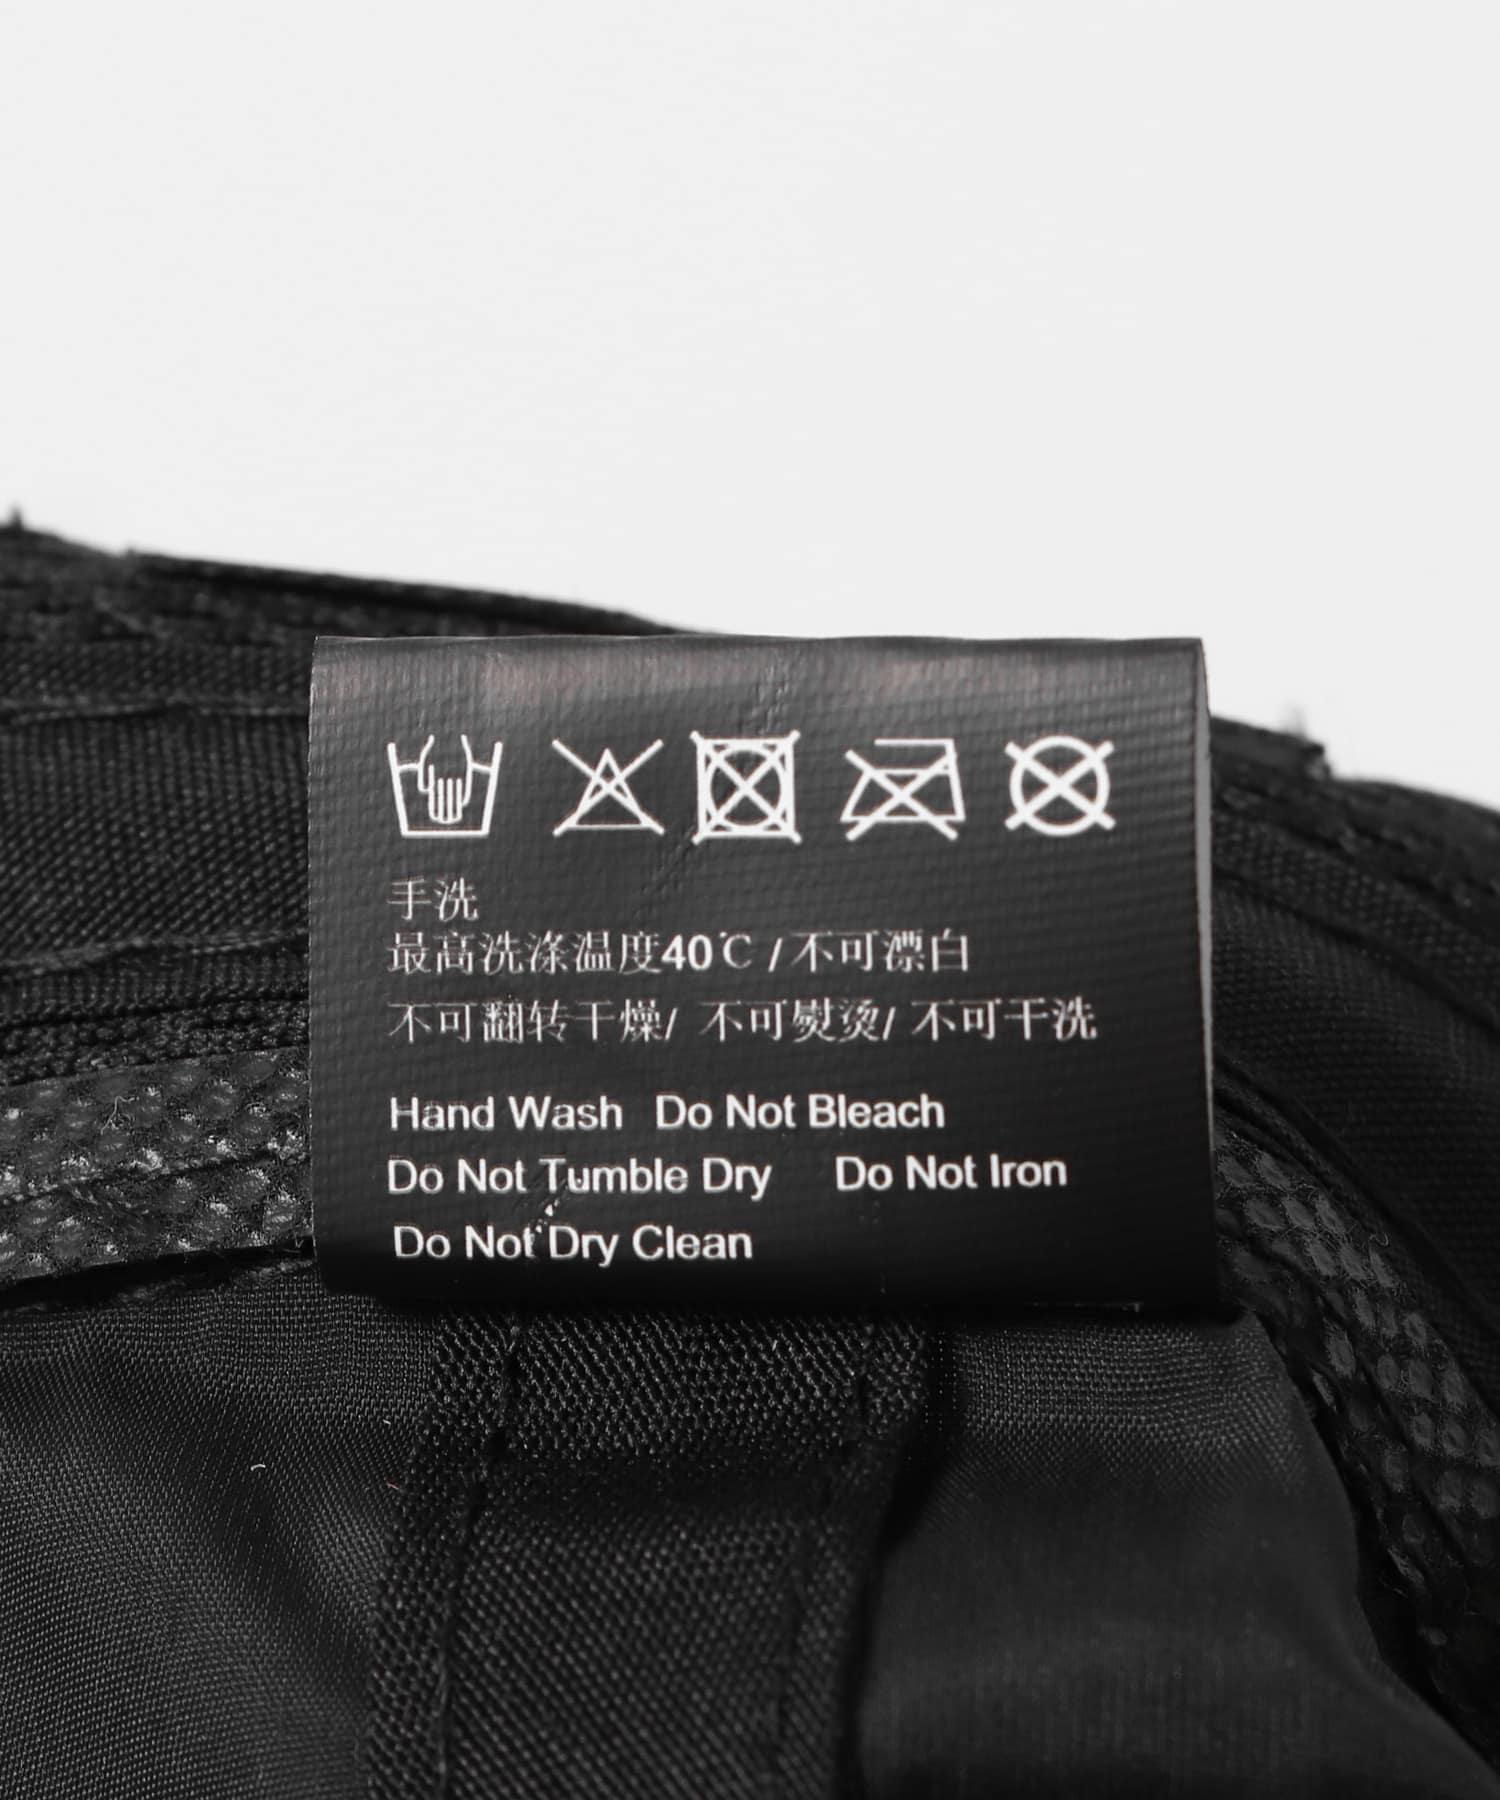 手洗
最高洗涤温度40℃ / 不可漂白
不可翻转干燥/ 不可熨烫/ 不可干洗
Hand Wash Do Not Bleach
Do Not Tumble Dry Do Not Iron
Do Not Dry Clean